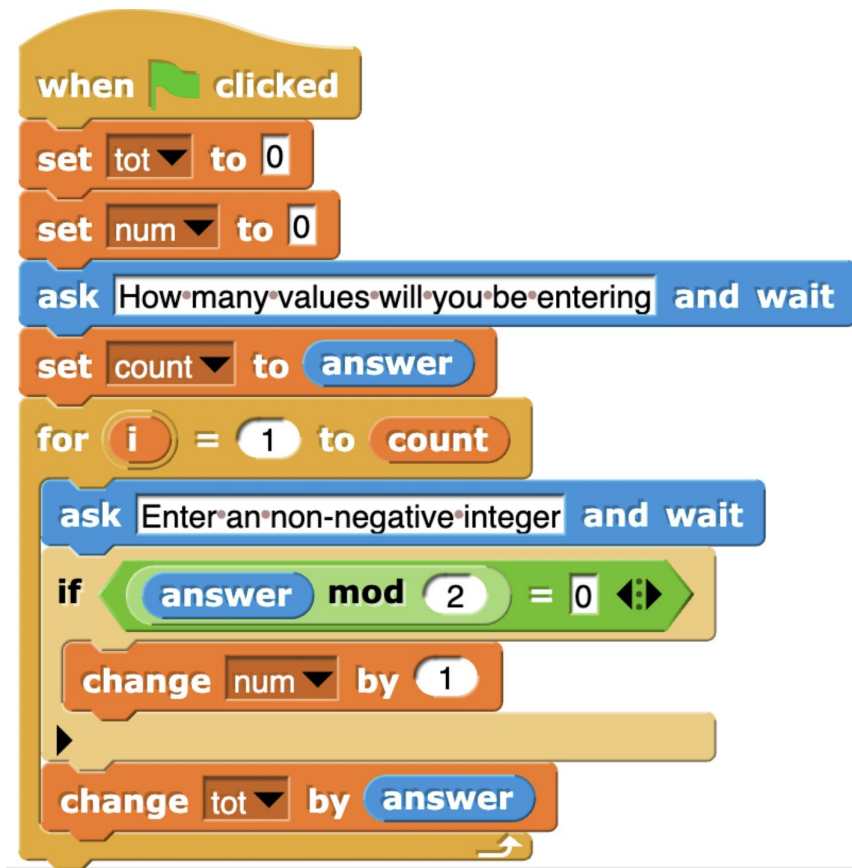 when clicked
set tot to 0
set num to 0
ask How many values will you be entering and wait
set count to answer
for i = 1 to count
ask Enter an non-negative integer and wait
if answer mod 2 = 0
change num by 1
change tot by answer